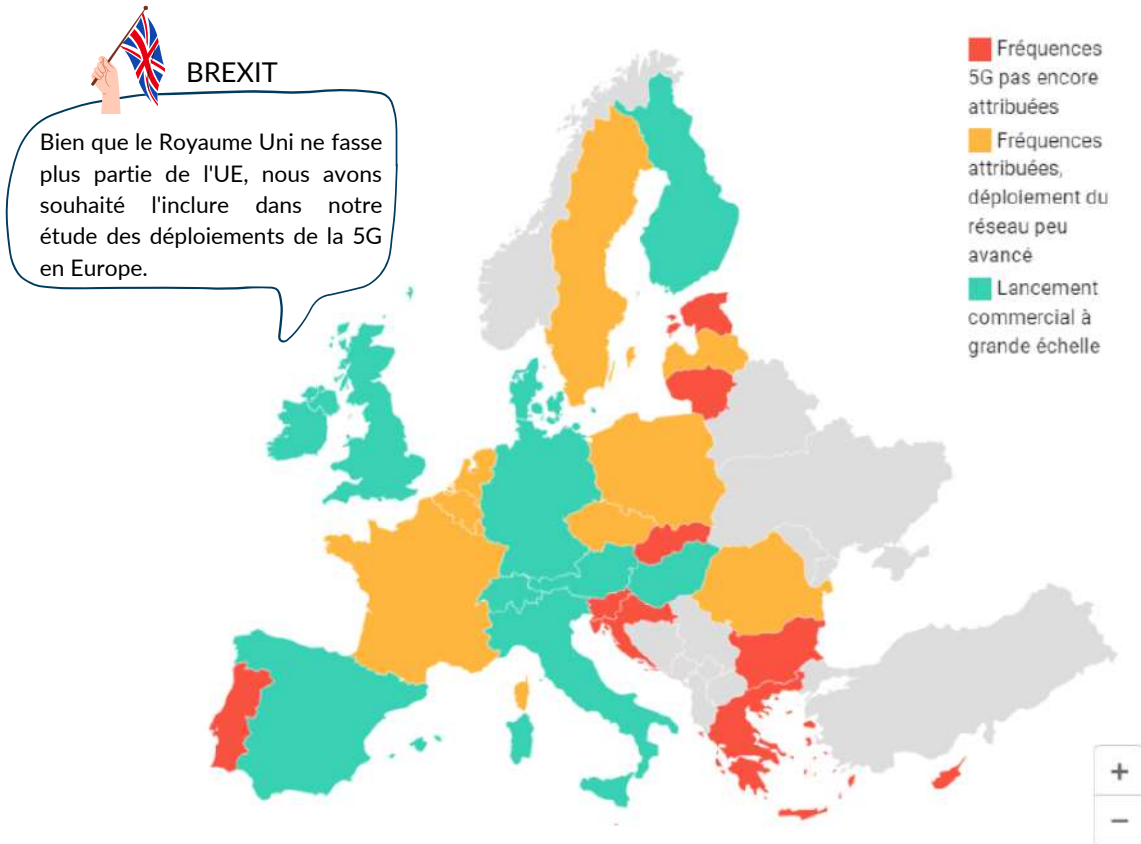 BREXIT
Bien que le Royaume Uni ne fasse
plus partie de l'UE, nous avons
souhaité l'inclure dans notre
étude des déploiements de la 5G
en Europe.
Fréquences
5G pas encore
attribuées
Fréquences
attribuées,
déploiement du
réseau peu
avancé
Lancement
commercial à
grande échelle
+
−